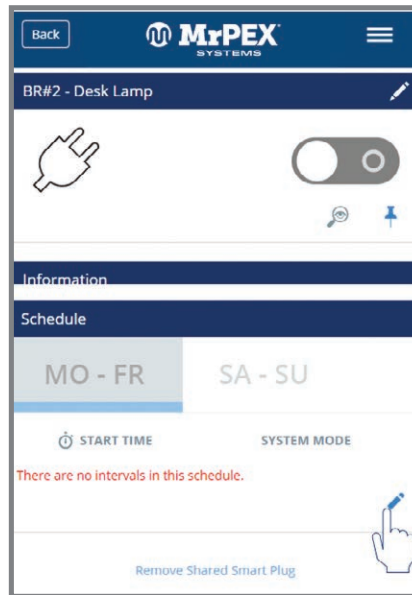 Back
MrPEX
SYSTEMS
BR#2 - Desk Lamp
Information
Schedule
MO - FR SA - SU
START TIME SYSTEM MODE
There are no intervals in this schedule.
Remove Shared Smart Plug